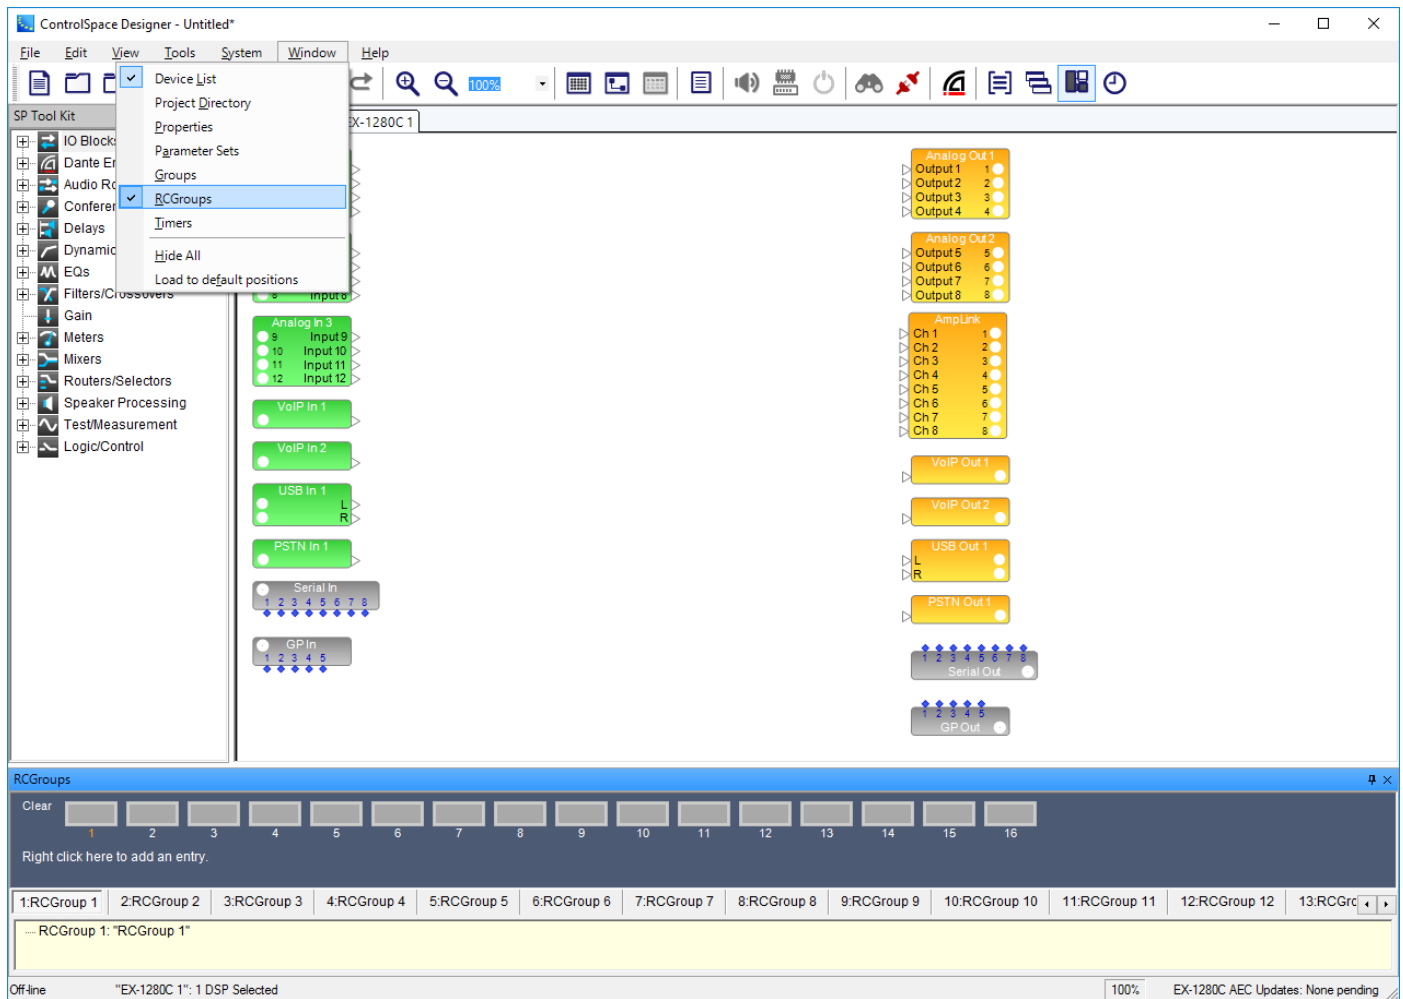 ControlSpace Designer - Untitled*
File Edit View Tools System Window Help
100%
Device List
Project Directory
Properties
Parameter Sets
Groups
RCGroups
Timers
Hide All
Load to default positions
SP Tool Kit
IO Blocks
Dante
Audio
Delays
EQs
Filters/Crossovers
Gain
Meters
Mixers
Routers/Selectors
Speaker Processing
Test/Measurement
Logic/Control
EX-1280C 1
8 Input 8
Analog In 3
9 Input 9
10 Input 10
11 Input 11
12 Input 12
VoIP In 1
VoIP In 2
USB In 1
L
R
PSTN In 1
Serial In
1 2 3 4 5 6 7 8
GP In
1 2 3 4 5
Analog Out 1
Output 1 1
Output 2 2
Output 3 3
Output 4 4
Analog Out 2
Output 5 5
Output 6 6
Output 7 7
Output 8 8
AmpLink
Ch 1 1
Ch 2 2
Ch 3 3
Ch 4 4
Ch 5 5
Ch 6 6
Ch 7 7
Ch 8 8
VoIP Out 1
VoIP Out 2
USB Out 1
L
R
PSTN Out 1
1 2 3 4 5 6 7 8
Serial Out
1 2 3 4 5
GP Out
RCGroups
Clear
1 2 3 4 5 6 7 8 9 10 11 12 13 14 15 16
Right click here to add an entry.
1:RCGroup 1 2:RCGroup 2 3:RCGroup 3 4:RCGroup 4 5:RCGroup 5 6:RCGroup 6 7:RCGroup 7 8:RCGroup 8 9:RCGroup 9 10:RCGroup 10 11:RCGroup 11 12:RCGroup 12 13:RCGrc
RCGroup 1: "RCGroup 1"
Off-line "EX-1280C 1": 1 DSP Selected 100% EX-1280C AEC Updates: None pending